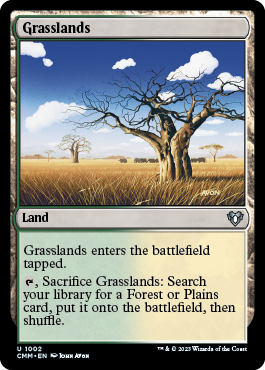 Grasslands
AVON
Land
Grasslands enters the battlefield
tapped.
, Sacrifice Grasslands: Search
your library for a Forest or Plains
card, put it onto the battlefield, then
shuffle.
U 1002
CMM • EN John Avon
™ & © 2023 Wizards of the Coast